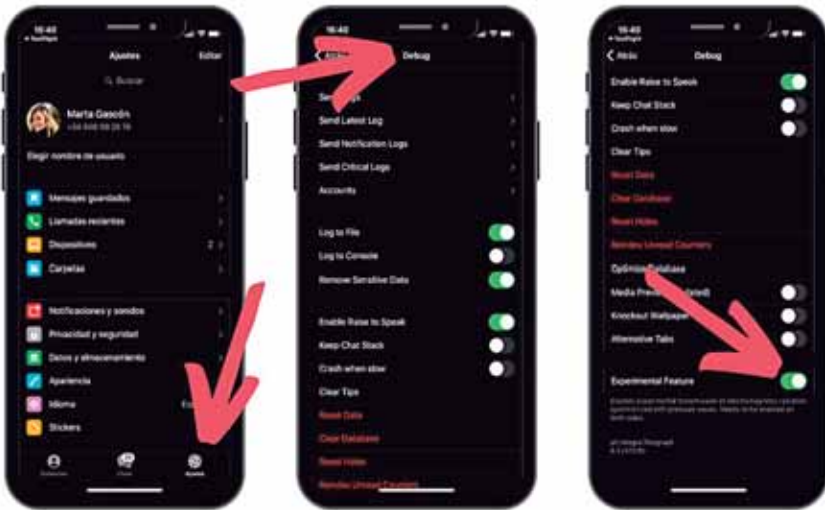 16:40
TestFlight
Ajustes
Editar
Buscar
Marta Gascón
Elegir nombre de usuario
Mensajes guardados
Llamadas recientes
Dispositivos
2
Carpetas
Notificaciones y sonidos
Privacidad y seguridad
Datos y almacenamiento
Apariencia
Idioma
Stickers
Chats
Ajustes
16:40
Debug
Send Latest Log
Send Notification Logs
Send Critical Logs
Accounts
Log to File
Log to Console
Remove Sensitive Data
Enable Raise to Speak
Keep Chat Stack
Crash when slow
Clear Tips
Reset Data
Clear Database
Reset Holes
Reindex Unread Counters
16:40
TestFlight
Atrás
Debug
Enable Raise to Speak
Keep Chat Stack
Crash when slow
Clear Tips
Reset Data
Clear Database
Reset Holes
Reindex Unread Counters
Optimize Database
Media Preview
Knockout Wallpaper
Alternative Tabs
Experimental Feature